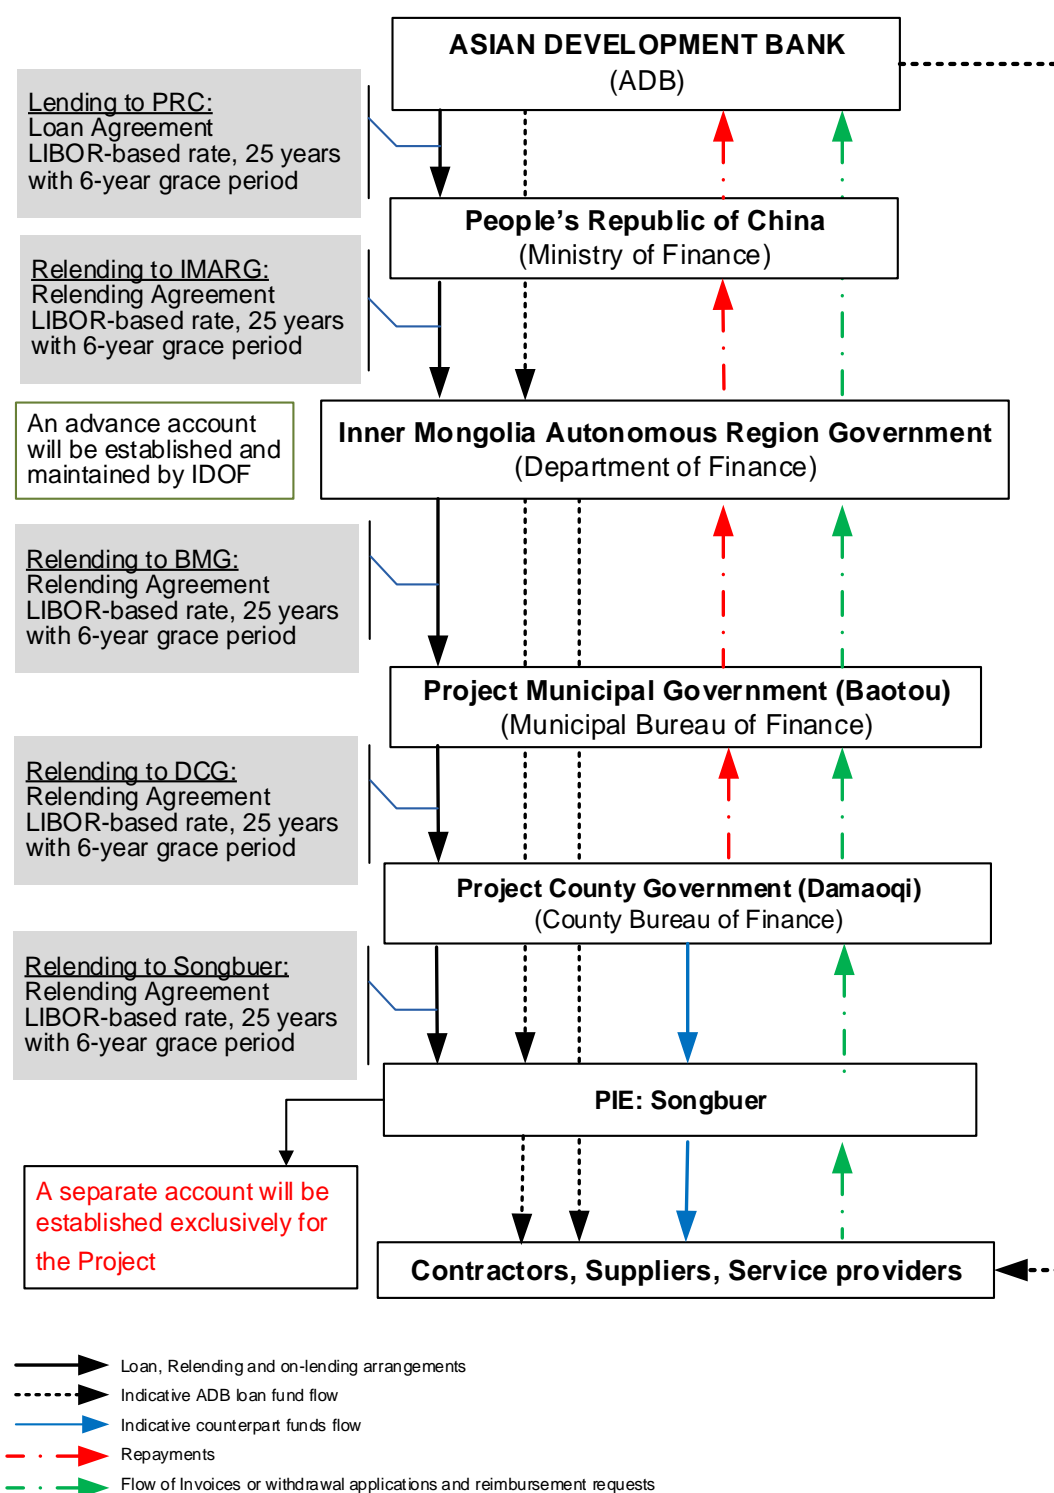 ASIAN DEVELOPMENT BANK
(ADB)
Lending to PRC:
Loan Agreement
LIBOR-based rate, 25 years
with 6-year grace period
People's Republic of China
(Ministry of Finance)
Relending to IMARG:
Relending Agreement
LIBOR-based rate, 25 years
with 6-year grace period
An advance account
will be established and
maintained by IDOF
Inner Mongolia Autonomous Region Government
(Department of Finance)
Relending to BMG:
Relending Agreement
LIBOR-based rate, 25 years
with 6-year grace period
Project Municipal Government (Baotou)
(Municipal Bureau of Finance)
Relending to DCG:
Relending Agreement
LIBOR-based rate, 25 years
with 6-year grace period
Project County Government (Damaoqi)
(County Bureau of Finance)
Relending to Songbuer:
Relending Agreement
LIBOR-based rate, 25 years
with 6-year grace period
PIE: Songbuer
A separate account will be
established exclusively for
the Project
Contractors, Suppliers, Service providers
Loan, Relending and on-lending arrangements
Indicative ADB loan fund flow
Indicative counterpart funds flow
Repayments
Flow of Invoices or withdrawal applications and reimbursement requests